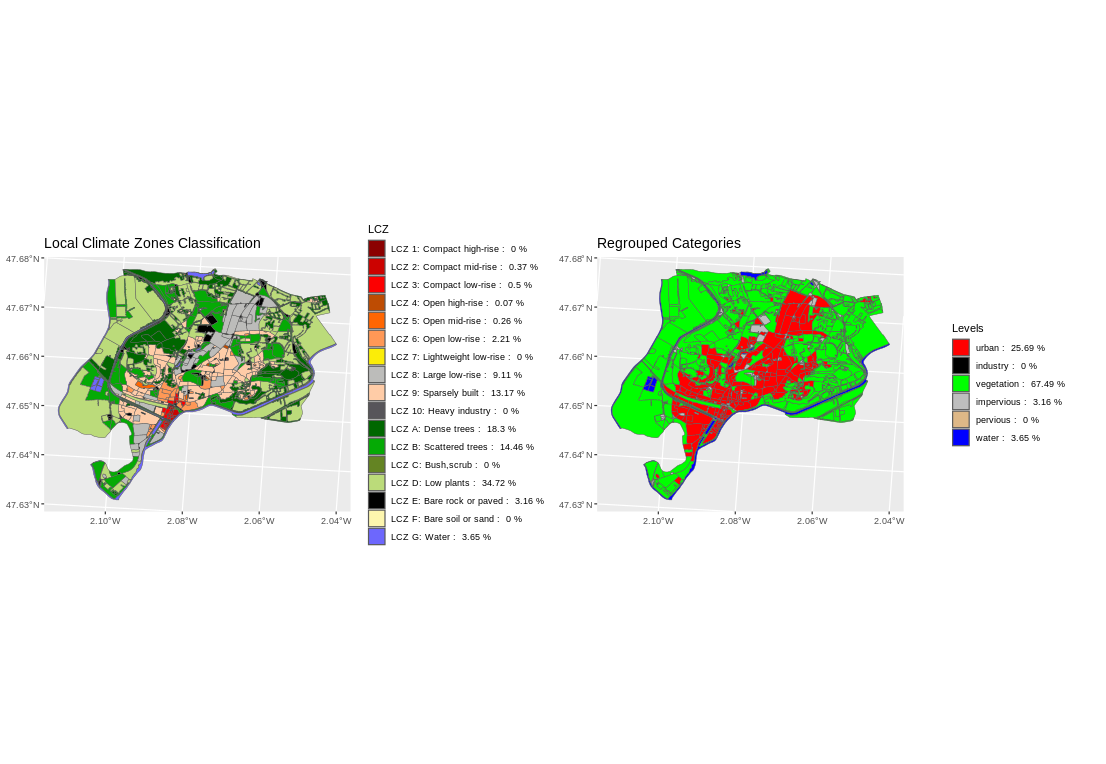 Local Climate Zones Classification
47.68°N
47.67°N
47.66°N
47.65°N
47.64°N
47.63°N
2.10°W
2.08°W
2.06°W
2.04°W
LCZ
LCZ 1: Compact high-rise : 0 %
LCZ 2: Compact mid-rise : 0.37 %
LCZ 3: Compact low-rise : 0.5 %
LCZ 4: Open high-rise : 0.07 %
LCZ 5: Open mid-rise : 0.26 %
LCZ 6: Open low-rise : 2.21 %
LCZ 7: Lightweight low-rise : 0 %
LCZ 8: Large low-rise : 9.11 %
LCZ 9: Sparsely built : 13.17 %
LCZ 10: Heavy industry : 0 %
LCZ A: Dense trees : 18.3 %
LCZ B: Scattered trees : 14.46 %
LCZ C: Bush,scrub : 0 %
LCZ D: Low plants : 34.72 %
LCZ E: Bare rock or paved : 3.16 %
LCZ F: Bare soil or sand : 0 %
LCZ G: Water : 3.65 %
Regrouped Categories
47.68°N
47.67°N
47.66°N
47.65°N
47.64°N
47.63°N
2.10°W
2.08°W
2.06°W
2.04°W
Levels
urban : 25.69 %
industry : 0 %
vegetation : 67.49 %
impervious : 3.16 %
pervious : 0 %
water : 3.65 %